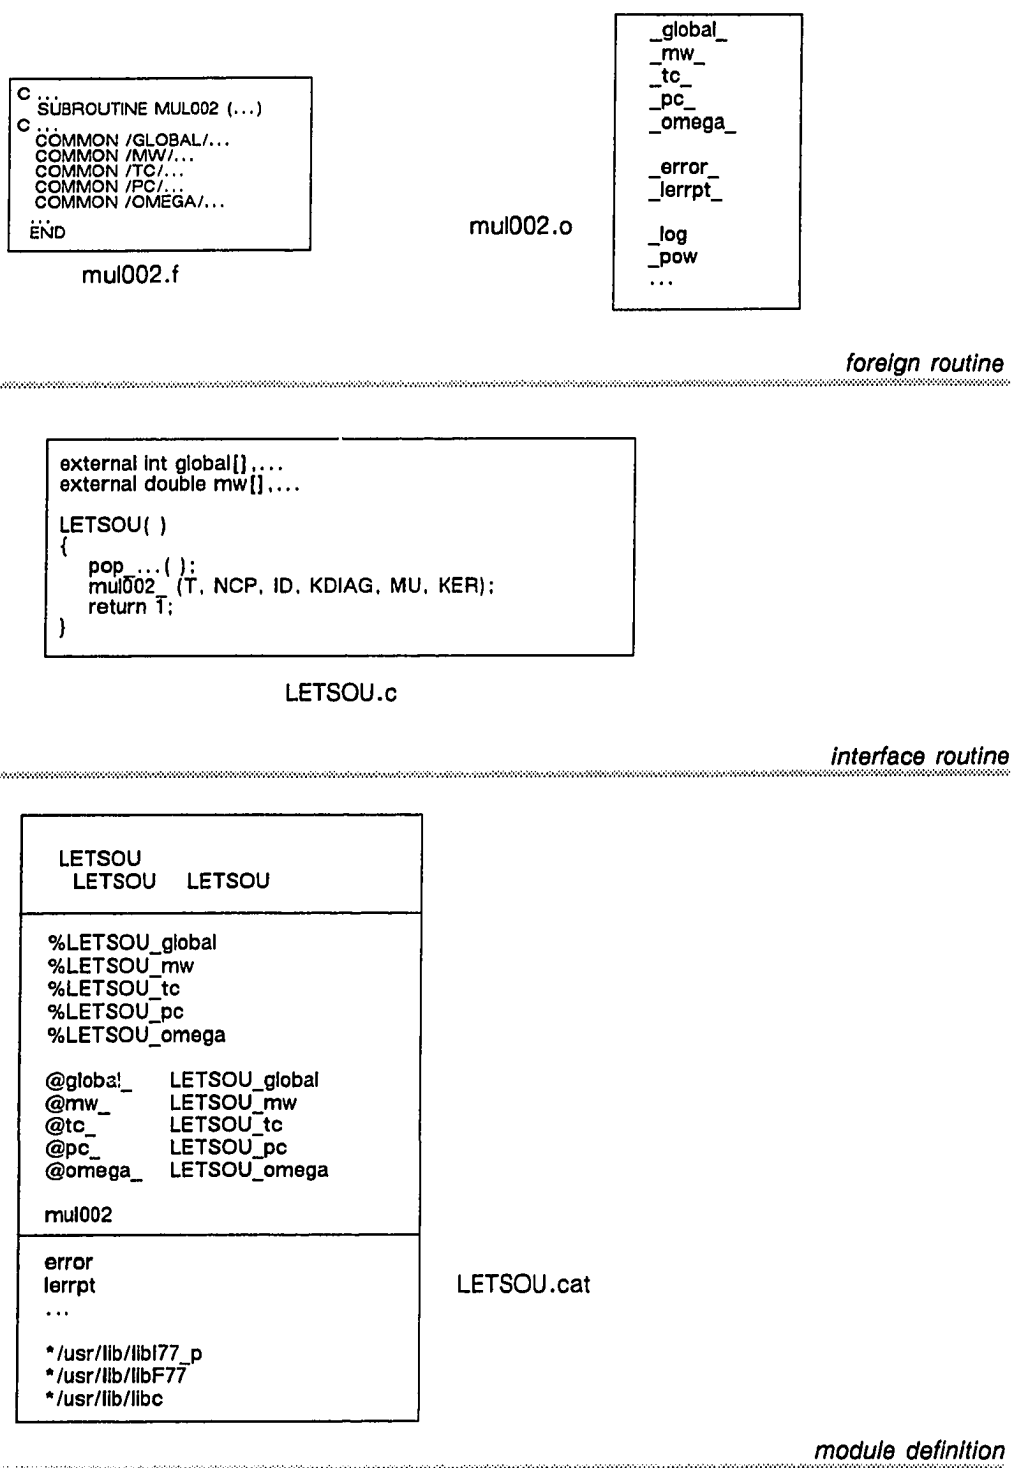 C ...
SUBROUTINE MUL002 (...)
C ...
COMMON /GLOBAL/...
COMMON /MW/...
COMMON /TC/...
COMMON /PC/...
COMMON /OMEGA/...
...
END
mul002.f
mul002.o
_global_
_mw_
_tc_
_pc_
_omega_
_error_
_lerrpt_
_log
_pow
...
foreign routine
external int global[],...
external double mw[],...
LETSOU( )
{
pop_...( );
mul002_ (T, NCP, ID, KDIAG, MU, KER);
return 1;
}
LETSOU.c
interface routine
LETSOU
LETSOU LETSOU
%LETSOU_global
%LETSOU_mw
%LETSOU_tc
%LETSOU_pc
%LETSOU_omega
@global_ LETSOU_global
@mw_ LETSOU_mw
@tc_ LETSOU_tc
@pc_ LETSOU_pc
@omega_ LETSOU_omega
mul002
error
lerrpt
...
*/usr/lib/libI77_p
*/usr/lib/libF77
*/usr/lib/libc
LETSOU.cat
module definition